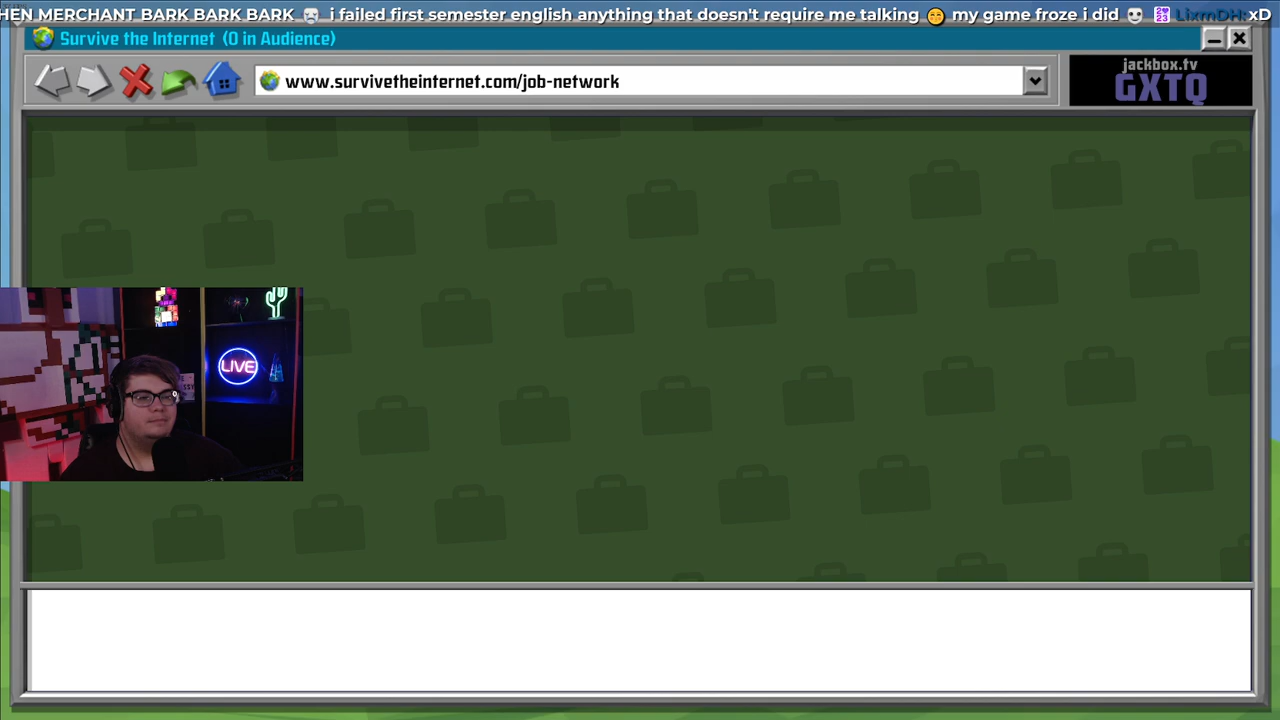 HEN MERCHANT BARK BARK BARK 😭 i failed first semester english anything that doesn't require me talking 😁 my game froze i did 💀 LixmDH: xD
Survive the Internet (0 in Audience)
www.survivetheinternet.com/job-network
jackbox.tv
GXTQ
LIVE